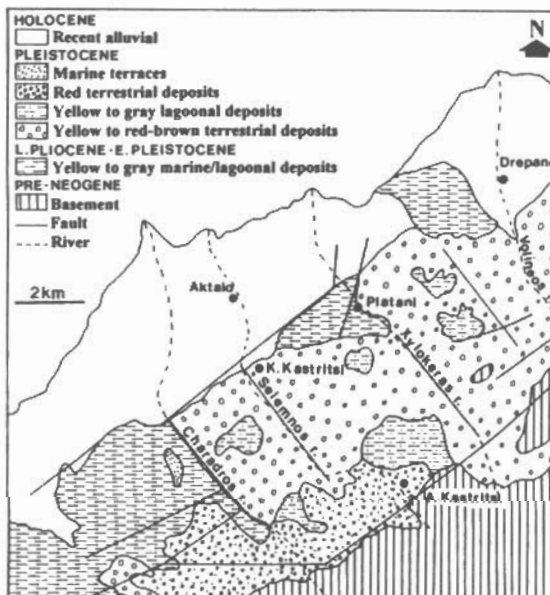 HOLOCENE
Recent alluvial
PLEISTOCENE
Marine terraces
Red terrestrial deposits
Yellow to gray lagoonal deposits
Yellow to red-brown terrestrial deposits
L.PLIOCENE-E.PLEISTOCENE
Yellow to gray marine/lagoonal deposits
PRE-NEOGENE
Basement
Fault
River
N
Drepano
Volineos
2km
Aktaio
Platani
Xylokeras r.
K.Kastritsi
Selemnos
Charadros
A.Kastritsi